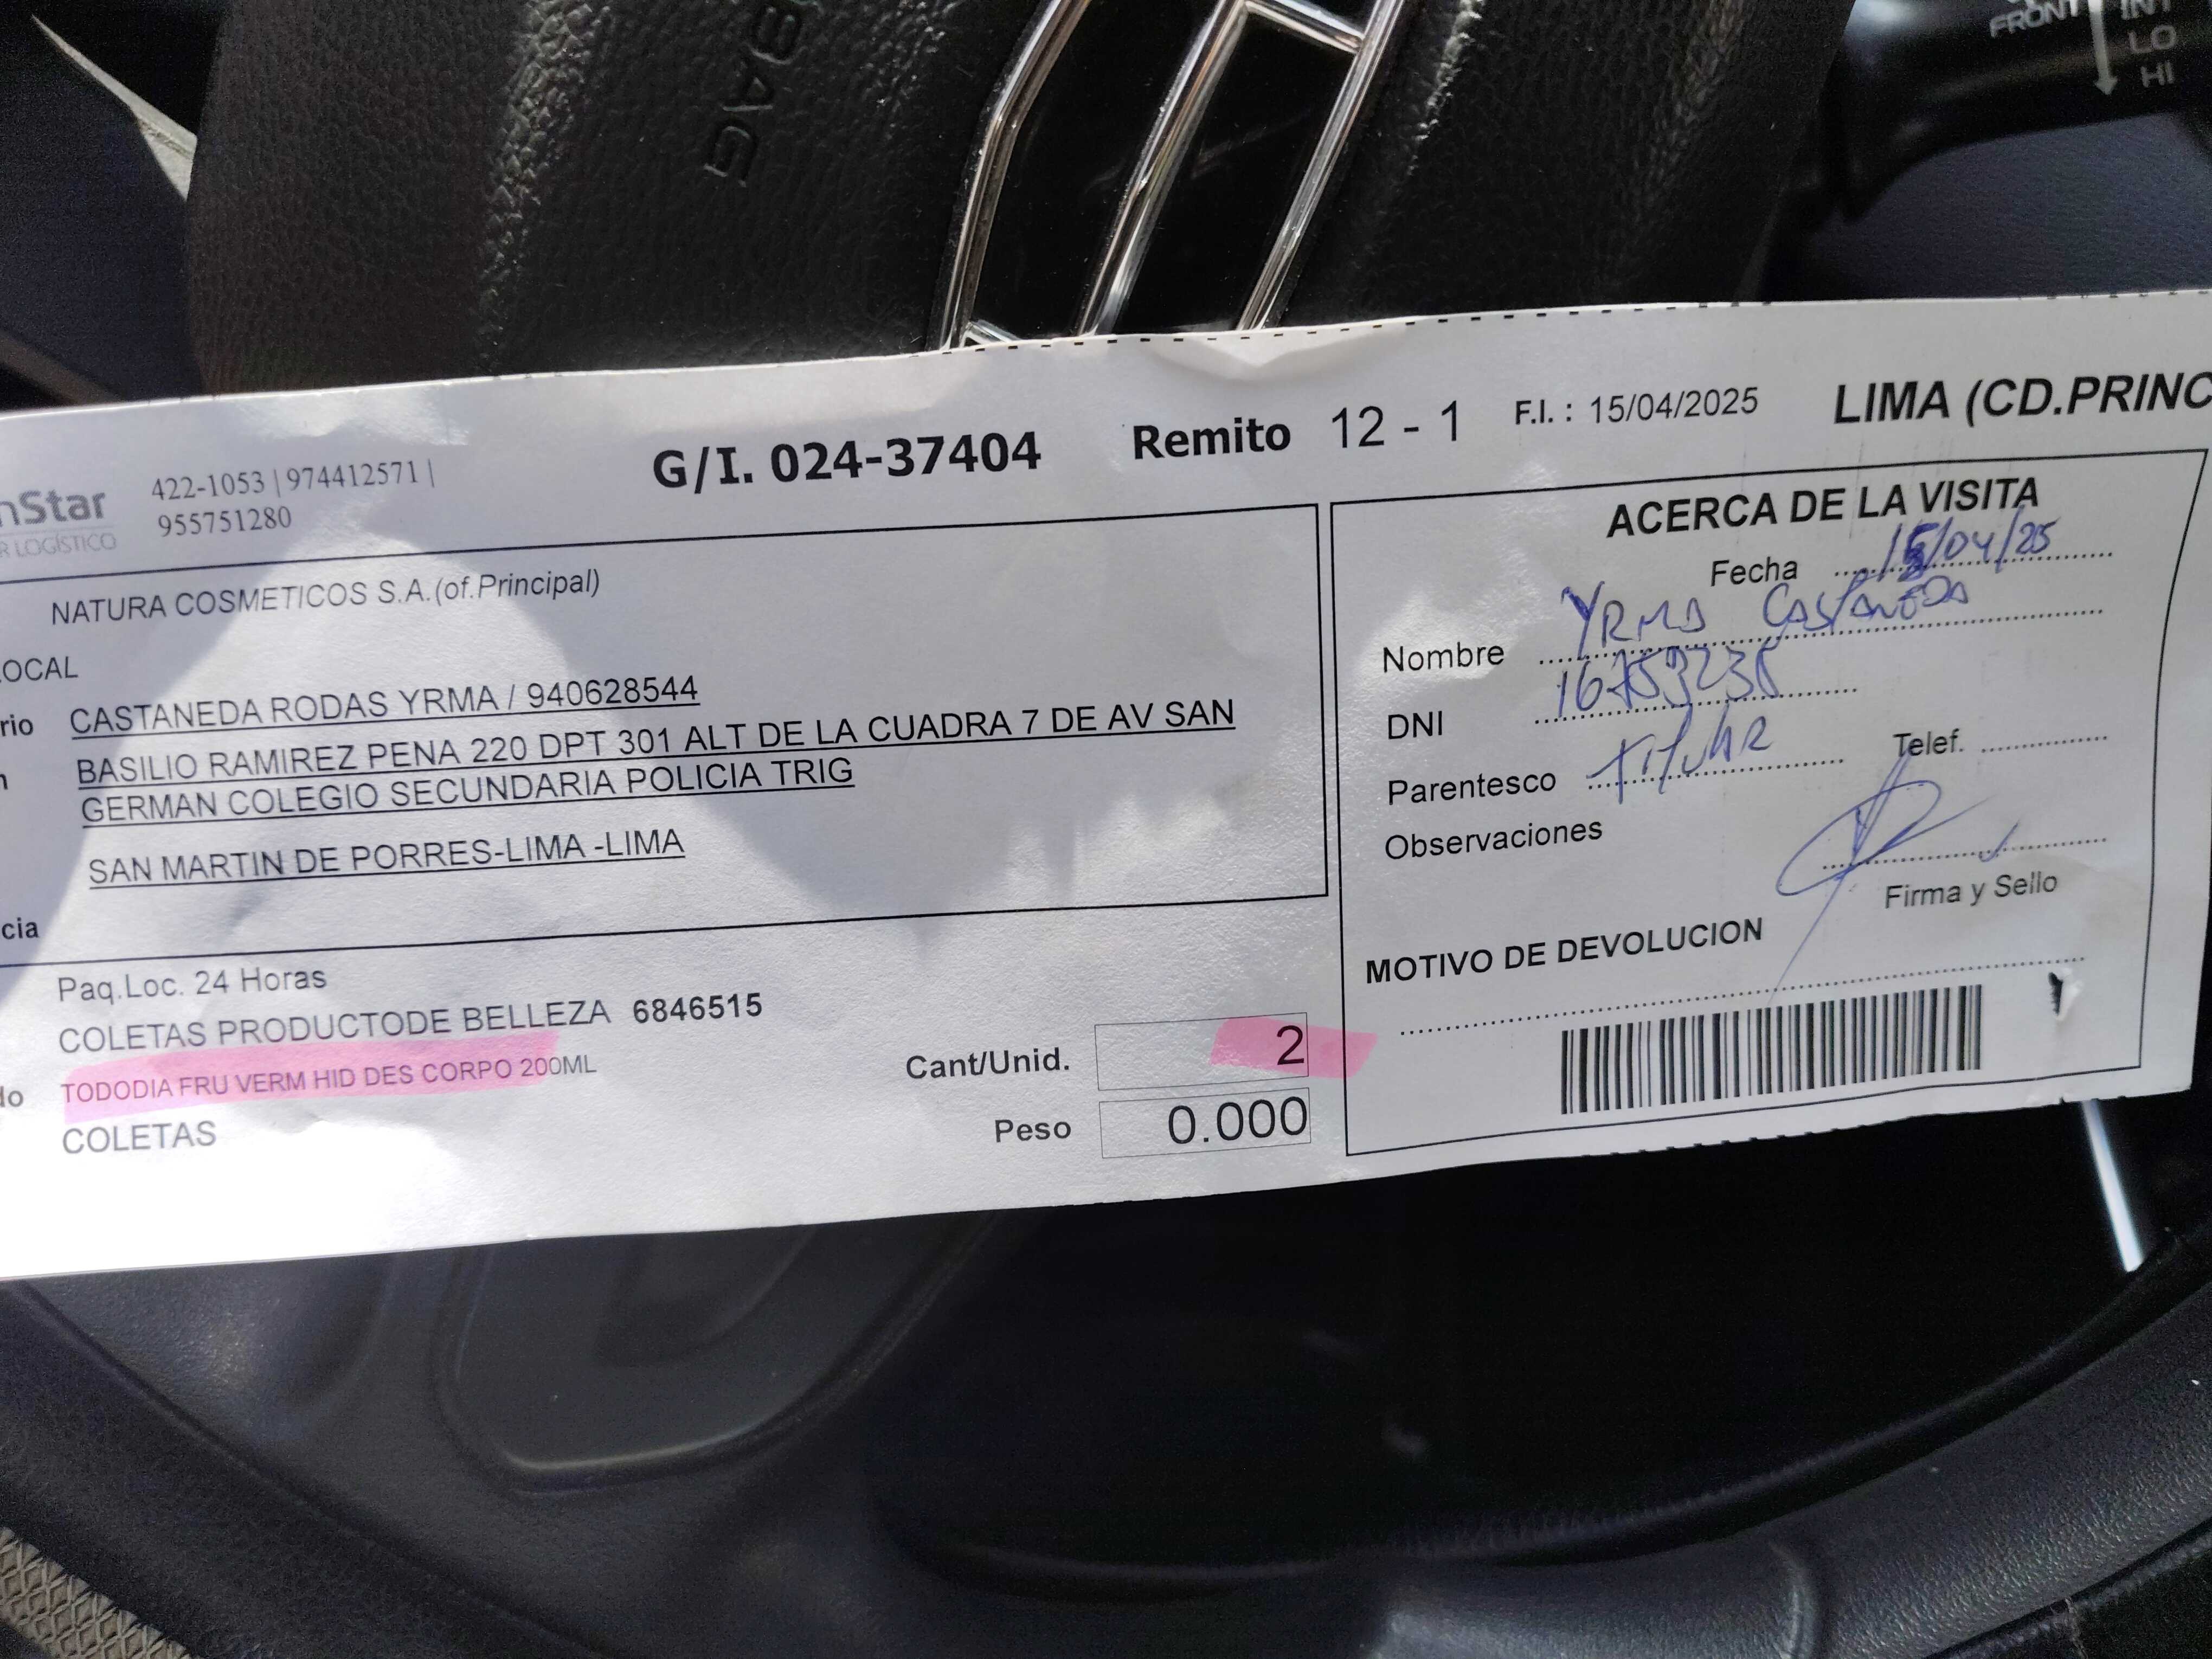 BAG
FRONT INT
LO
HI
nStar
R LOGÍSTICO
422-1053 | 974412571 |
955751280
G/I. 024-37404
Remito 12 - 1
F.I. : 15/04/2025
LIMA (CD.PRINC
NATURA COSMETICOS S.A.(of.Principal)
OCAL
rio CASTANEDA RODAS YRMA / 940628544
n BASILIO RAMIREZ PENA 220 DPT 301 ALT DE LA CUADRA 7 DE AV SAN
GERMAN COLEGIO SECUNDARIA POLICIA TRIG
SAN MARTIN DE PORRES-LIMA -LIMA
cia
Paq.Loc. 24 Horas
COLETAS PRODUCTODE BELLEZA 6846515
do TODODIA FRU VERM HID DES CORPO 200ML
COLETAS
Cant/Unid. 2
Peso 0.000
ACERCA DE LA VISITA
Fecha 15/04/25
Nombre YRMA Castañeda
DNI
Parentesco Titular
Telef.
Observaciones
Firma y Sello
MOTIVO DE DEVOLUCION